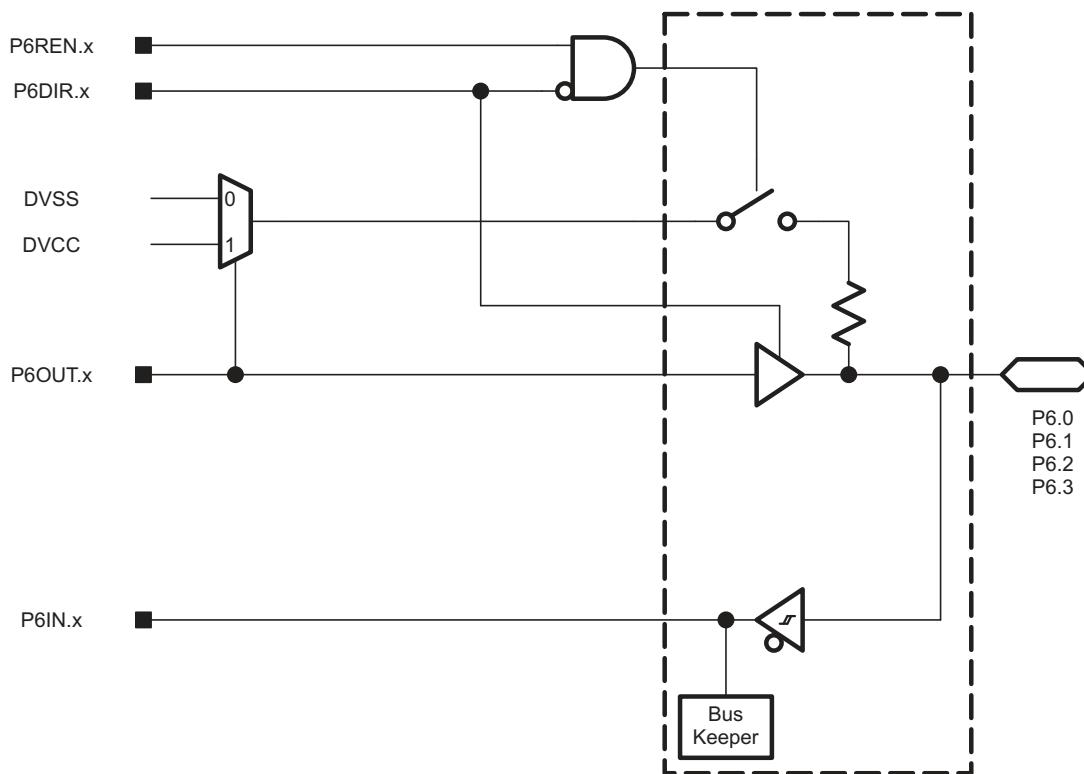 P6REN.x
P6DIR.x
DVSS
0
DVCC
1
P6OUT.x
P6.0
P6.1
P6.2
P6.3
P6IN.x
Bus
Keeper